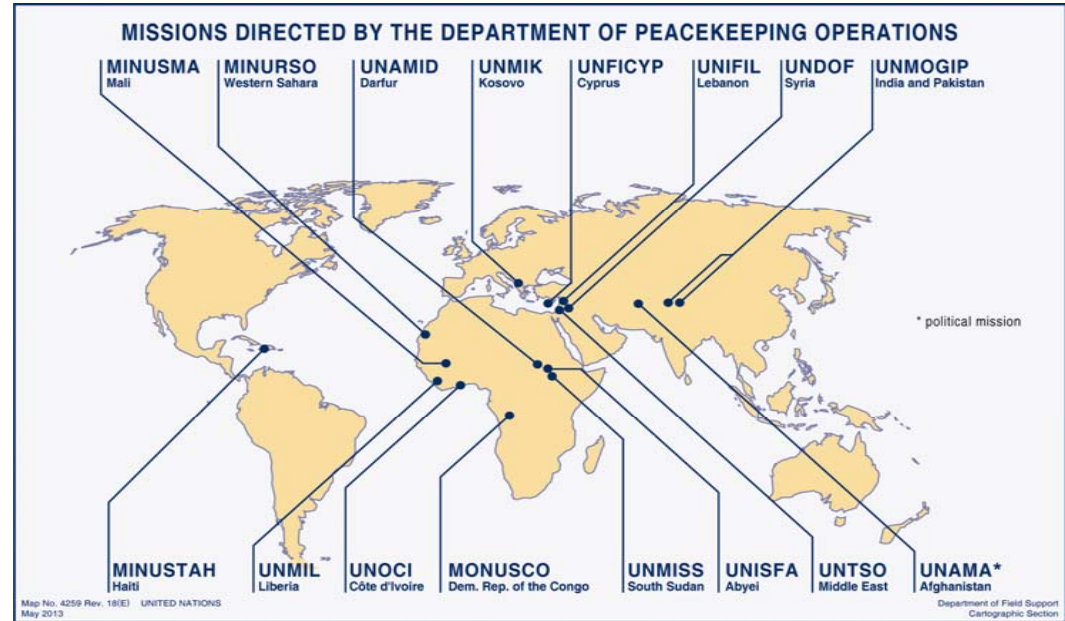 MISSIONS DIRECTED BY THE DEPARTMENT OF PEACEKEEPING OPERATIONS
MINUSMA
Mali
MINURSO
Western Sahara
UNAMID
Darfur
UNMIK
Kosovo
UNFICYP
Cyprus
UNIFIL
Lebanon
UNDOF
Syria
UNMOGIP
India and Pakistan
* political mission
MINUSTAH
Haiti
UNMIL
Liberia
UNOCI
Côte d'Ivoire
MONUSCO
Dem. Rep. of the Congo
UNMISS
South Sudan
UNISFA
Abyei
UNTSO
Middle East
UNAMA*
Afghanistan
Map No. 4259 Rev. 18(E) UNITED NATIONS
May 2013
Department of Field Support
Cartographic Section